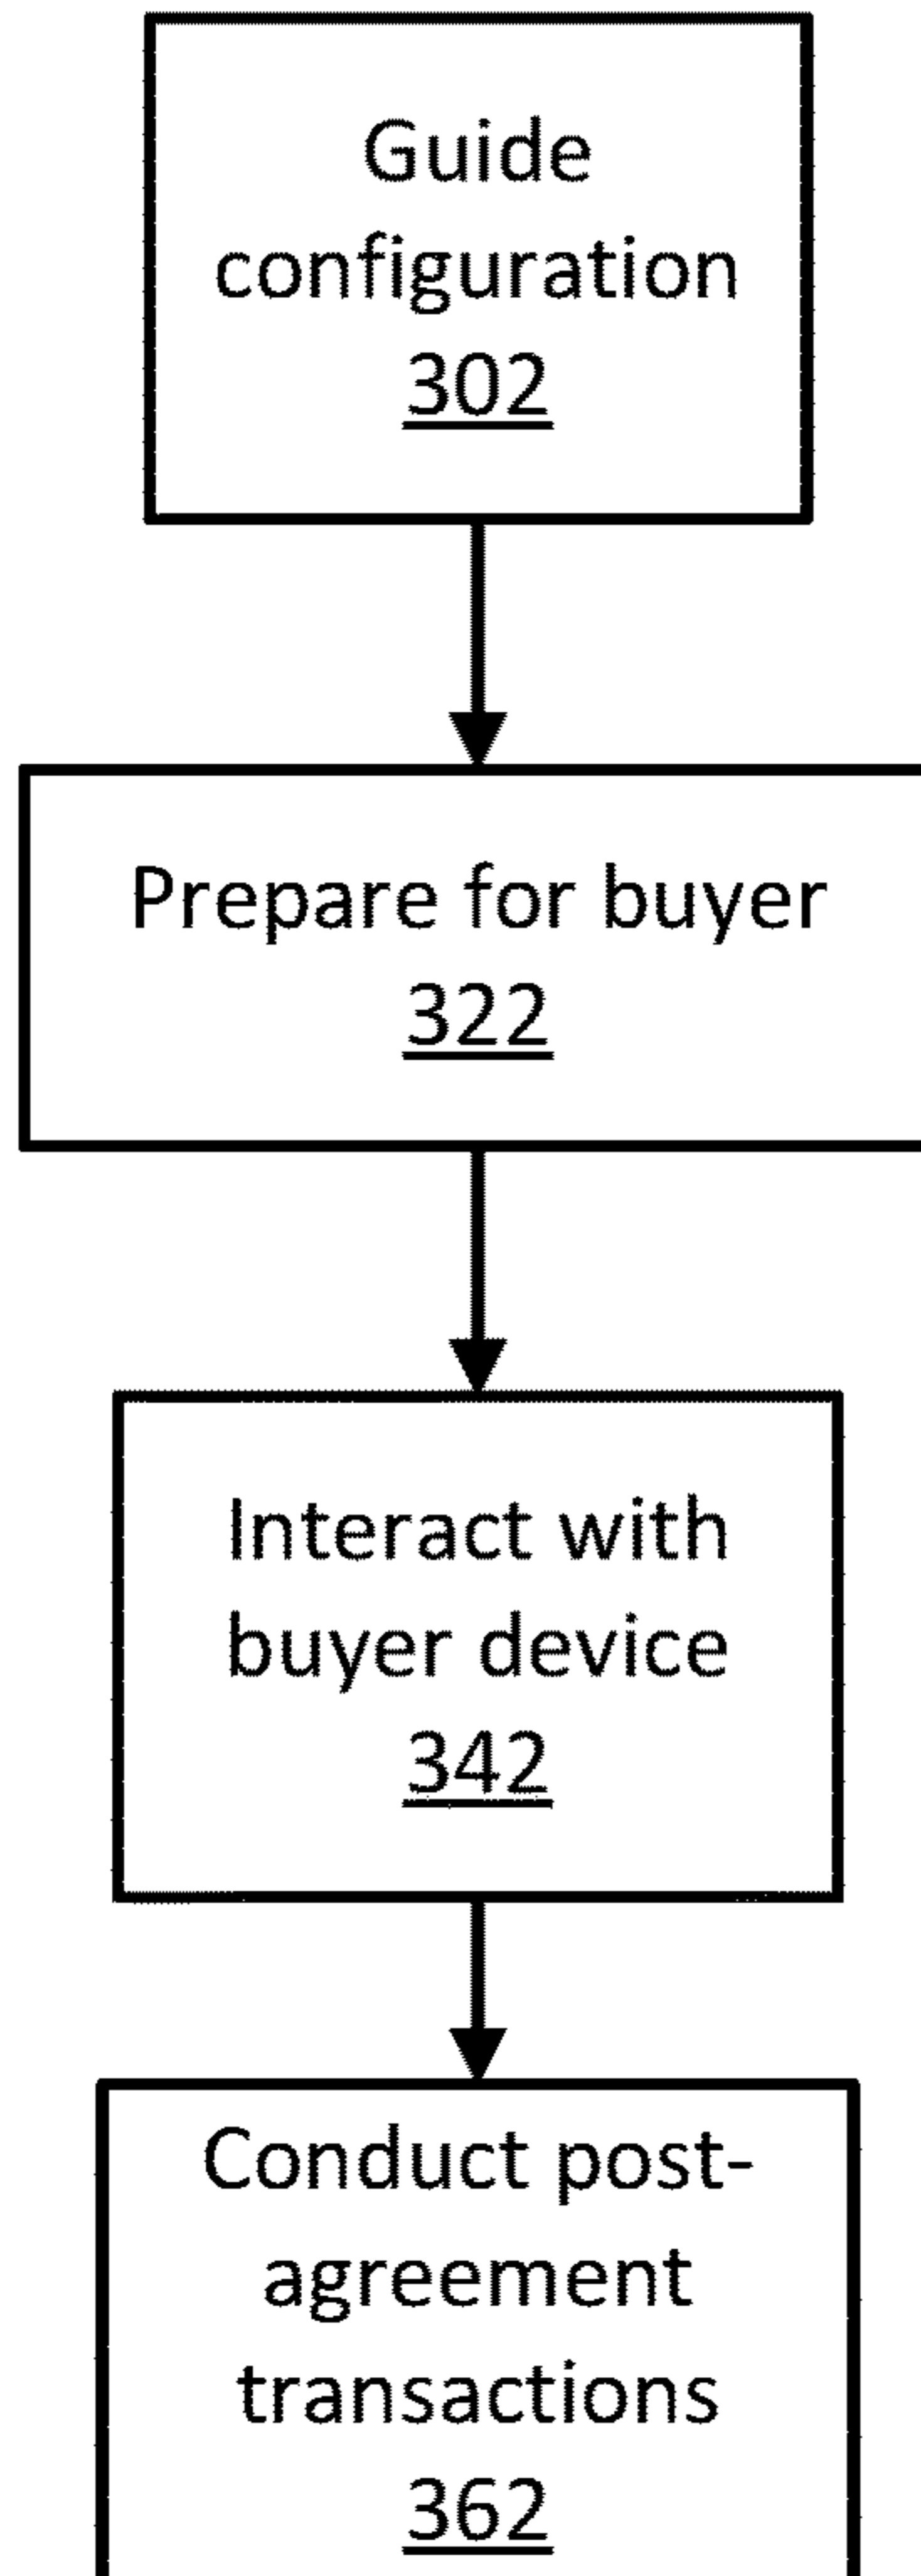 Guide
configuration
302
Prepare for buyer
322
Interact with
buyer device
342
Conduct post-
agreement
transactions
362